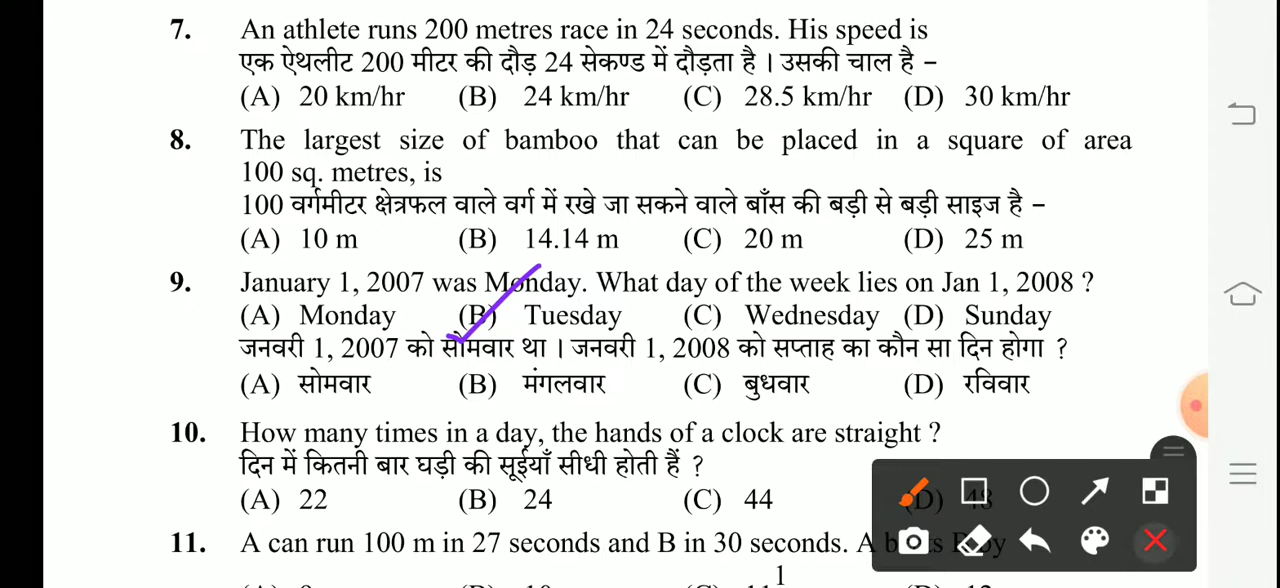 7. An athlete runs 200 metres race in 24 seconds. His speed is
एक ऐथलीट 200 मीटर की दौड़ 24 सेकण्ड में दौड़ता है । उसकी चाल है –
(A) 20 km/hr (B) 24 km/hr (C) 28.5 km/hr (D) 30 km/hr
8. The largest size of bamboo that can be placed in a square of area
100 sq. metres, is
100 वर्गमीटर क्षेत्रफल वाले वर्ग में रखे जा सकने वाले बाँस की बड़ी से बड़ी साइज है –
(A) 10 m (B) 14.14 m (C) 20 m (D) 25 m
9. January 1, 2007 was Monday. What day of the week lies on Jan 1, 2008 ?
(A) Monday (B) Tuesday (C) Wednesday (D) Sunday
जनवरी 1, 2007 को सोमवार था । जनवरी 1, 2008 को सप्ताह का कौन सा दिन होगा ?
(A) सोमवार (B) मंगलवार (C) बुधवार (D) रविवार
10. How many times in a day, the hands of a clock are straight ?
दिन में कितनी बार घड़ी की सूईयाँ सीधी होती हैं ?
(A) 22 (B) 24 (C) 44 (D) 48
11. A can run 100 m in 27 seconds and B in 30 seconds. A by